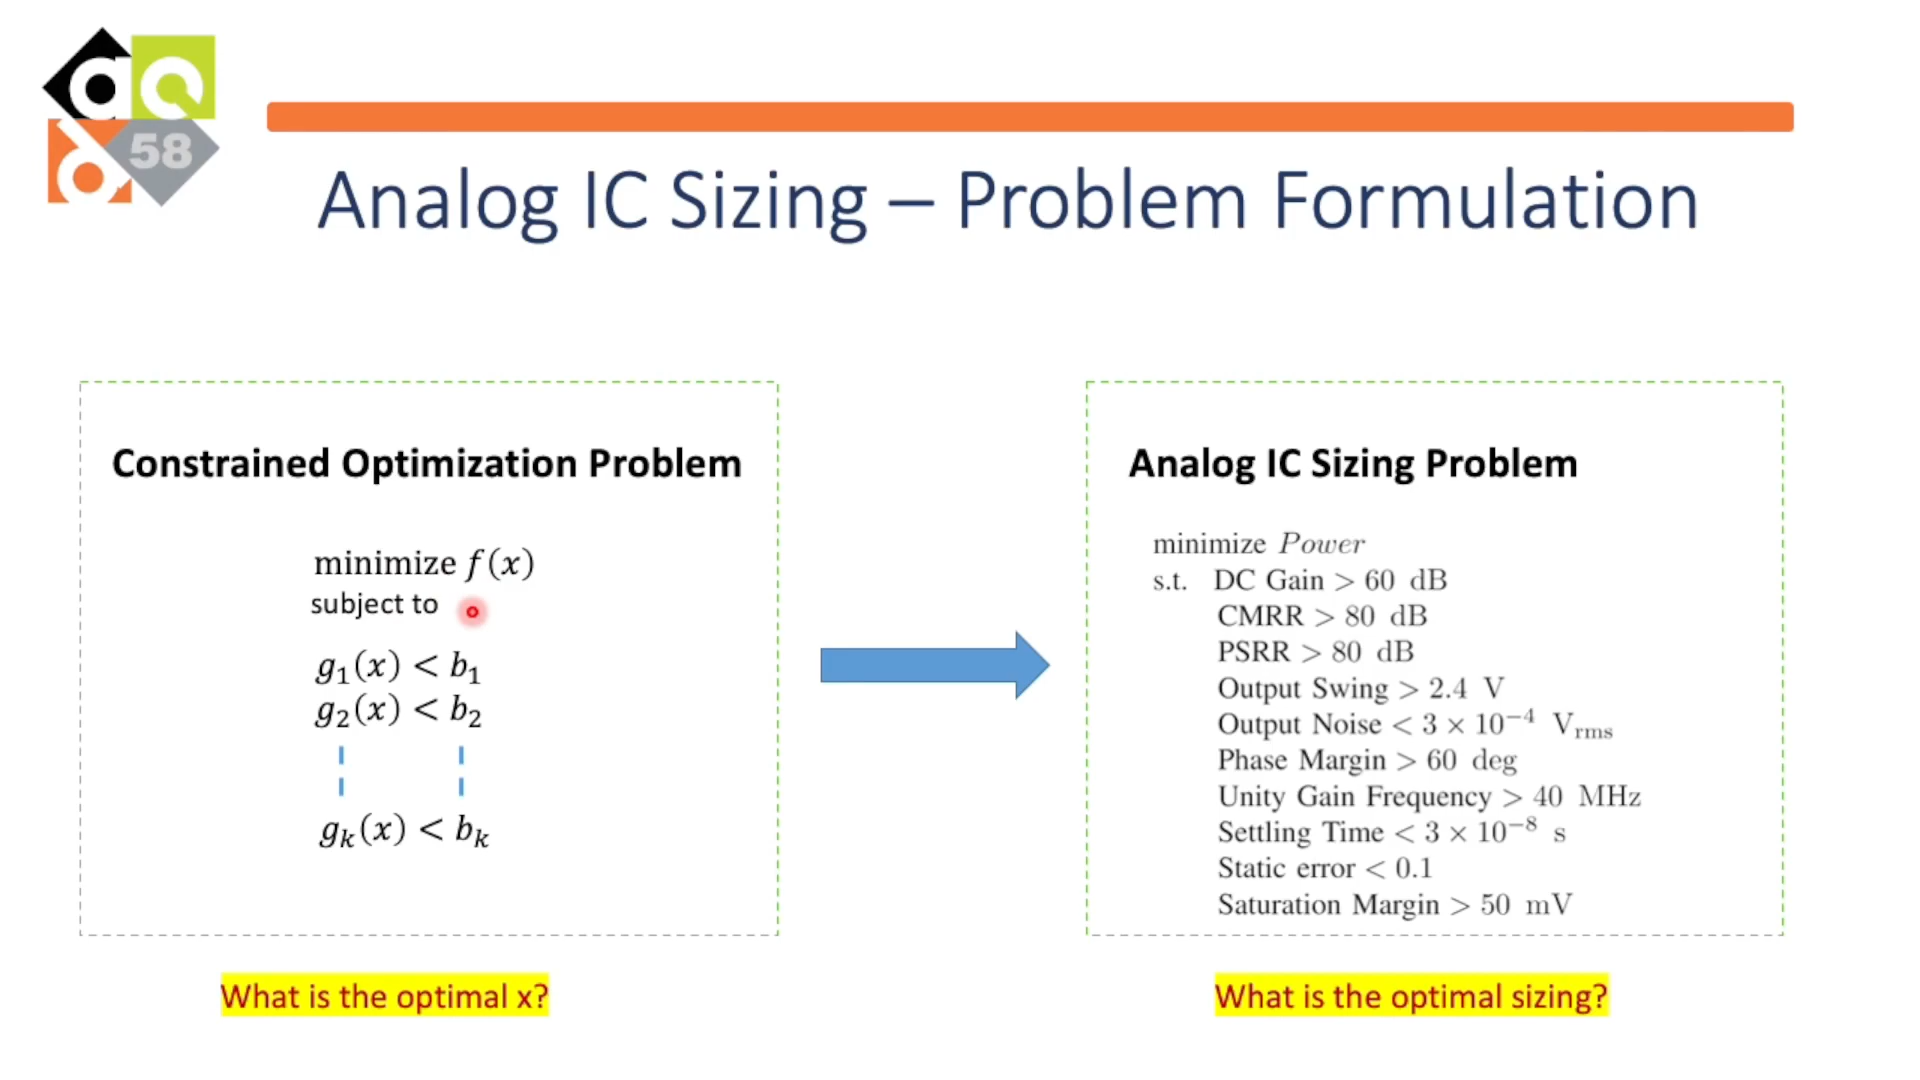 58
Analog IC Sizing – Problem Formulation
Constrained Optimization Problem
minimize f(x)
subject to
g₁(x) < b₁
g₂(x) < b₂
gₖ(x) < bₖ
What is the optimal x?
Analog IC Sizing Problem
minimize Power
s.t. DC Gain > 60 dB
CMRR > 80 dB
PSRR > 80 dB
Output Swing > 2.4 V
Output Noise < 3 × 10⁻⁴ Vrms
Phase Margin > 60 deg
Unity Gain Frequency > 40 MHz
Settling Time < 3 × 10⁻⁸ s
Static error < 0.1
Saturation Margin > 50 mV
What is the optimal sizing?